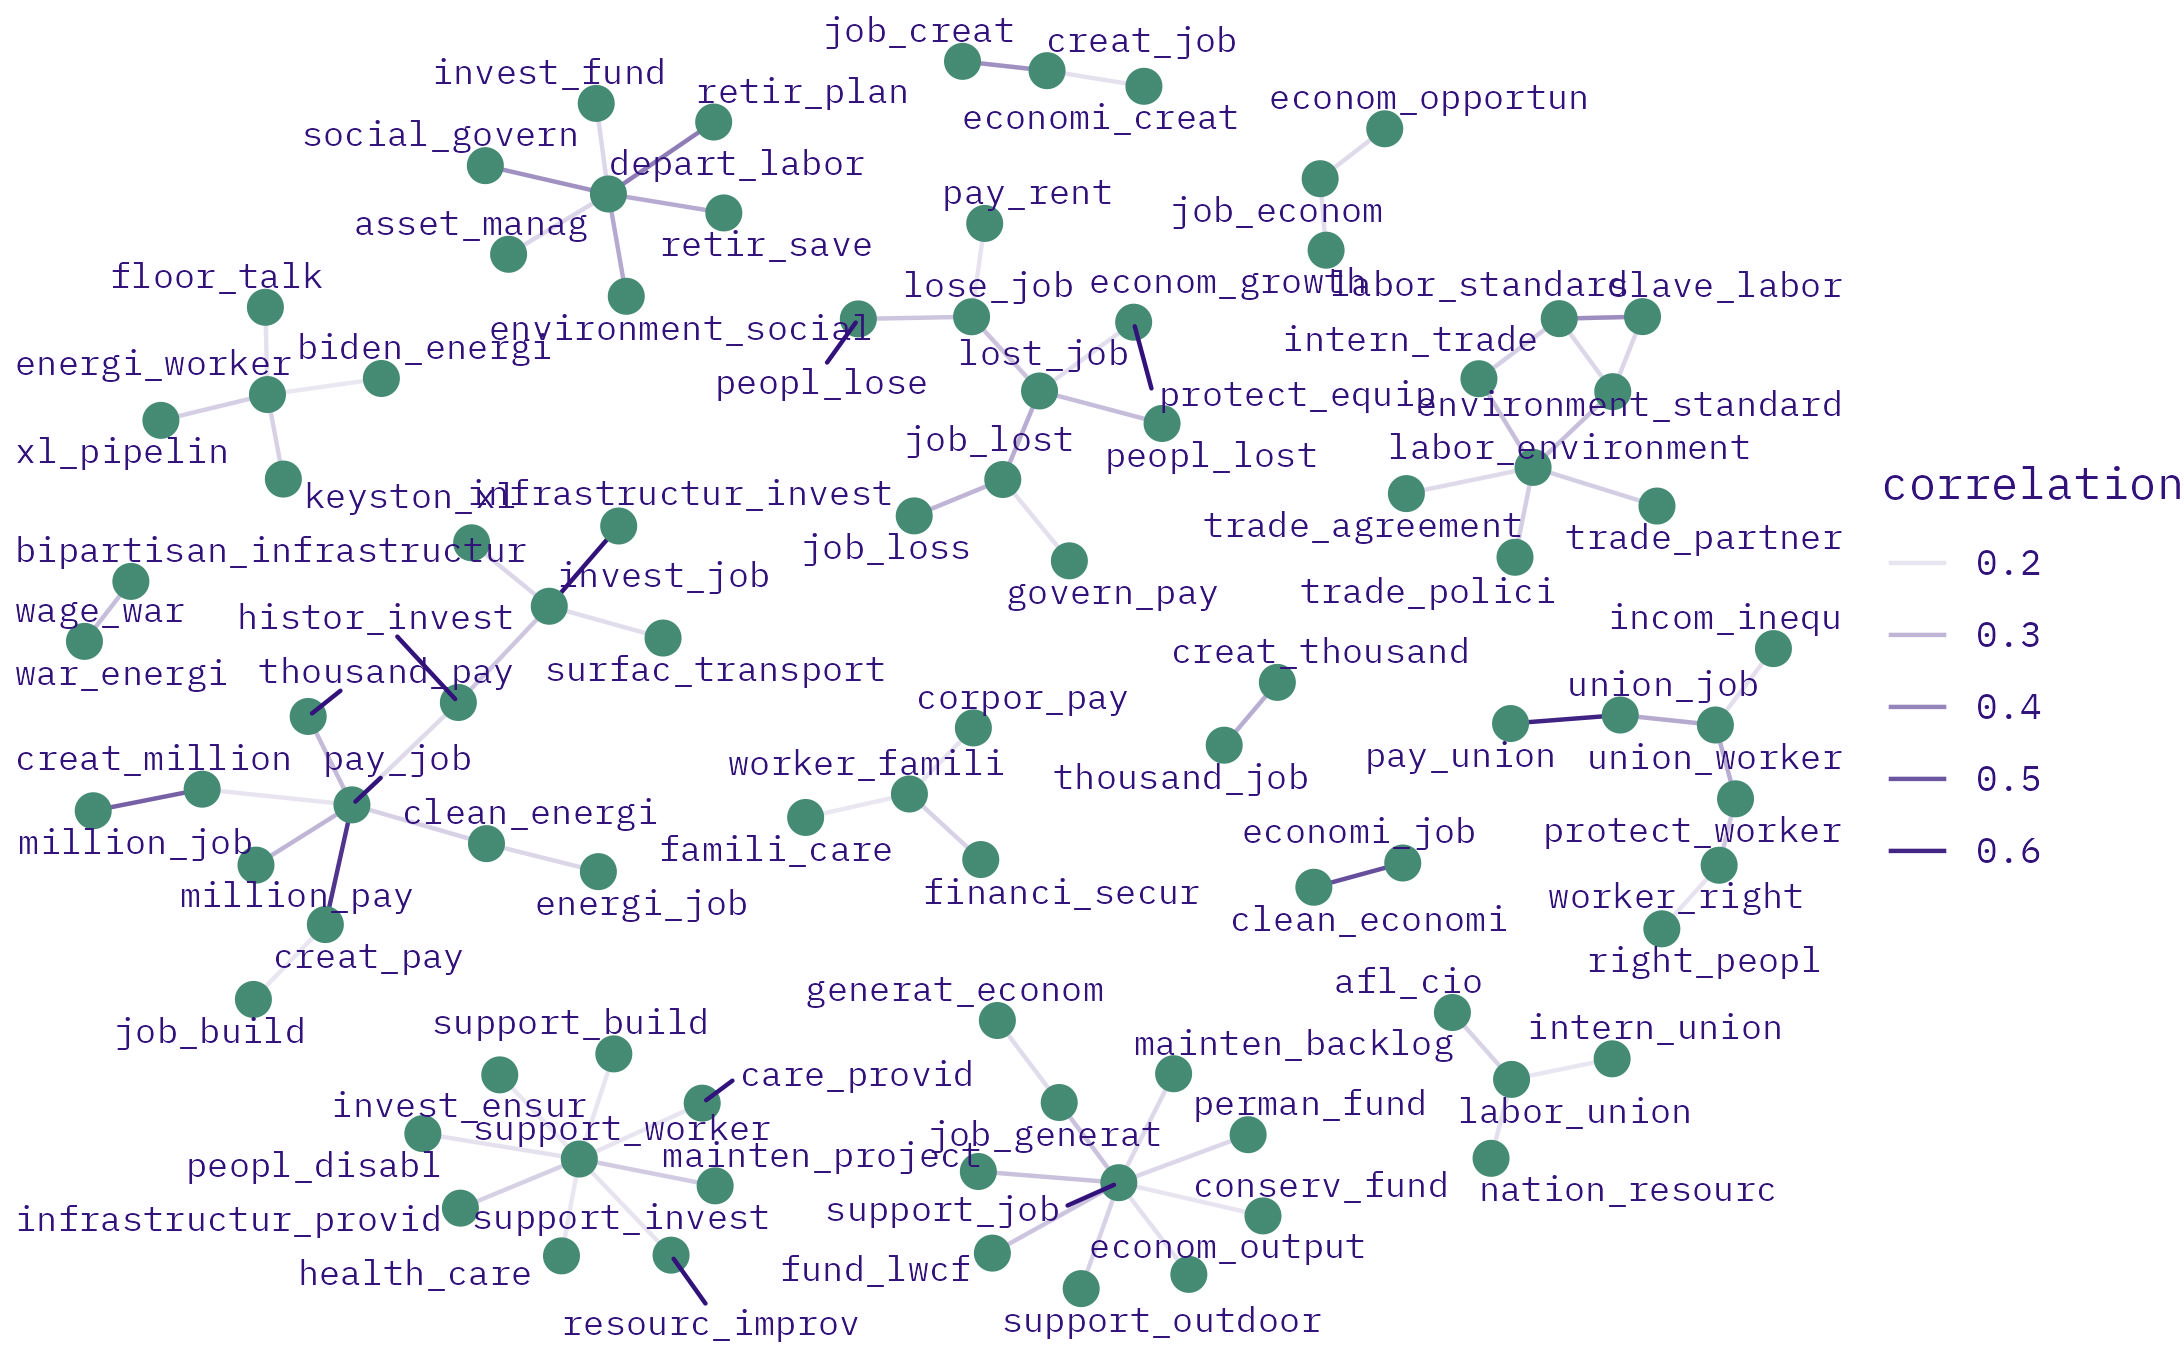 job_creat
creat_job
invest_fund
retir_plan
economi_creat
econom_opportun
social_govern
depart_labor
pay_rent
job_econom
asset_manag
retir_save
floor_talk
lose_job
econom_growth
labor_standard
slave_labor
environment_social
intern_trade
biden_energi
energi_worker
lost_job
peopl_lose
protect_equip
environment_standard
xl_pipelin
job_lost
peopl_lost
labor_environment
keyston_xl
infrastructur_invest
trade_agreement
trade_partner
bipartisan_infrastructur
job_loss
invest_job
govern_pay
trade_polici
wage_war
histor_invest
incom_inequ
war_energi
thousand_pay
surfac_transport
creat_thousand
corpor_pay
union_job
creat_million
pay_job
worker_famili
thousand_job
pay_union
union_worker
clean_energi
million_job
famili_care
economi_job
protect_worker
million_pay
energi_job
financi_secur
clean_economi
worker_right
creat_pay
right_peopl
generat_econom
afl_cio
job_build
support_build
intern_union
mainten_backlog
care_provid
invest_ensur
perman_fund
labor_union
support_worker
job_generat
mainten_project
peopl_disabl
conserv_fund
nation_resourc
infrastructur_provid
support_invest
support_job
econom_output
health_care
fund_lwcf
resourc_improv
support_outdoor
correlation
0.2
0.3
0.4
0.5
0.6